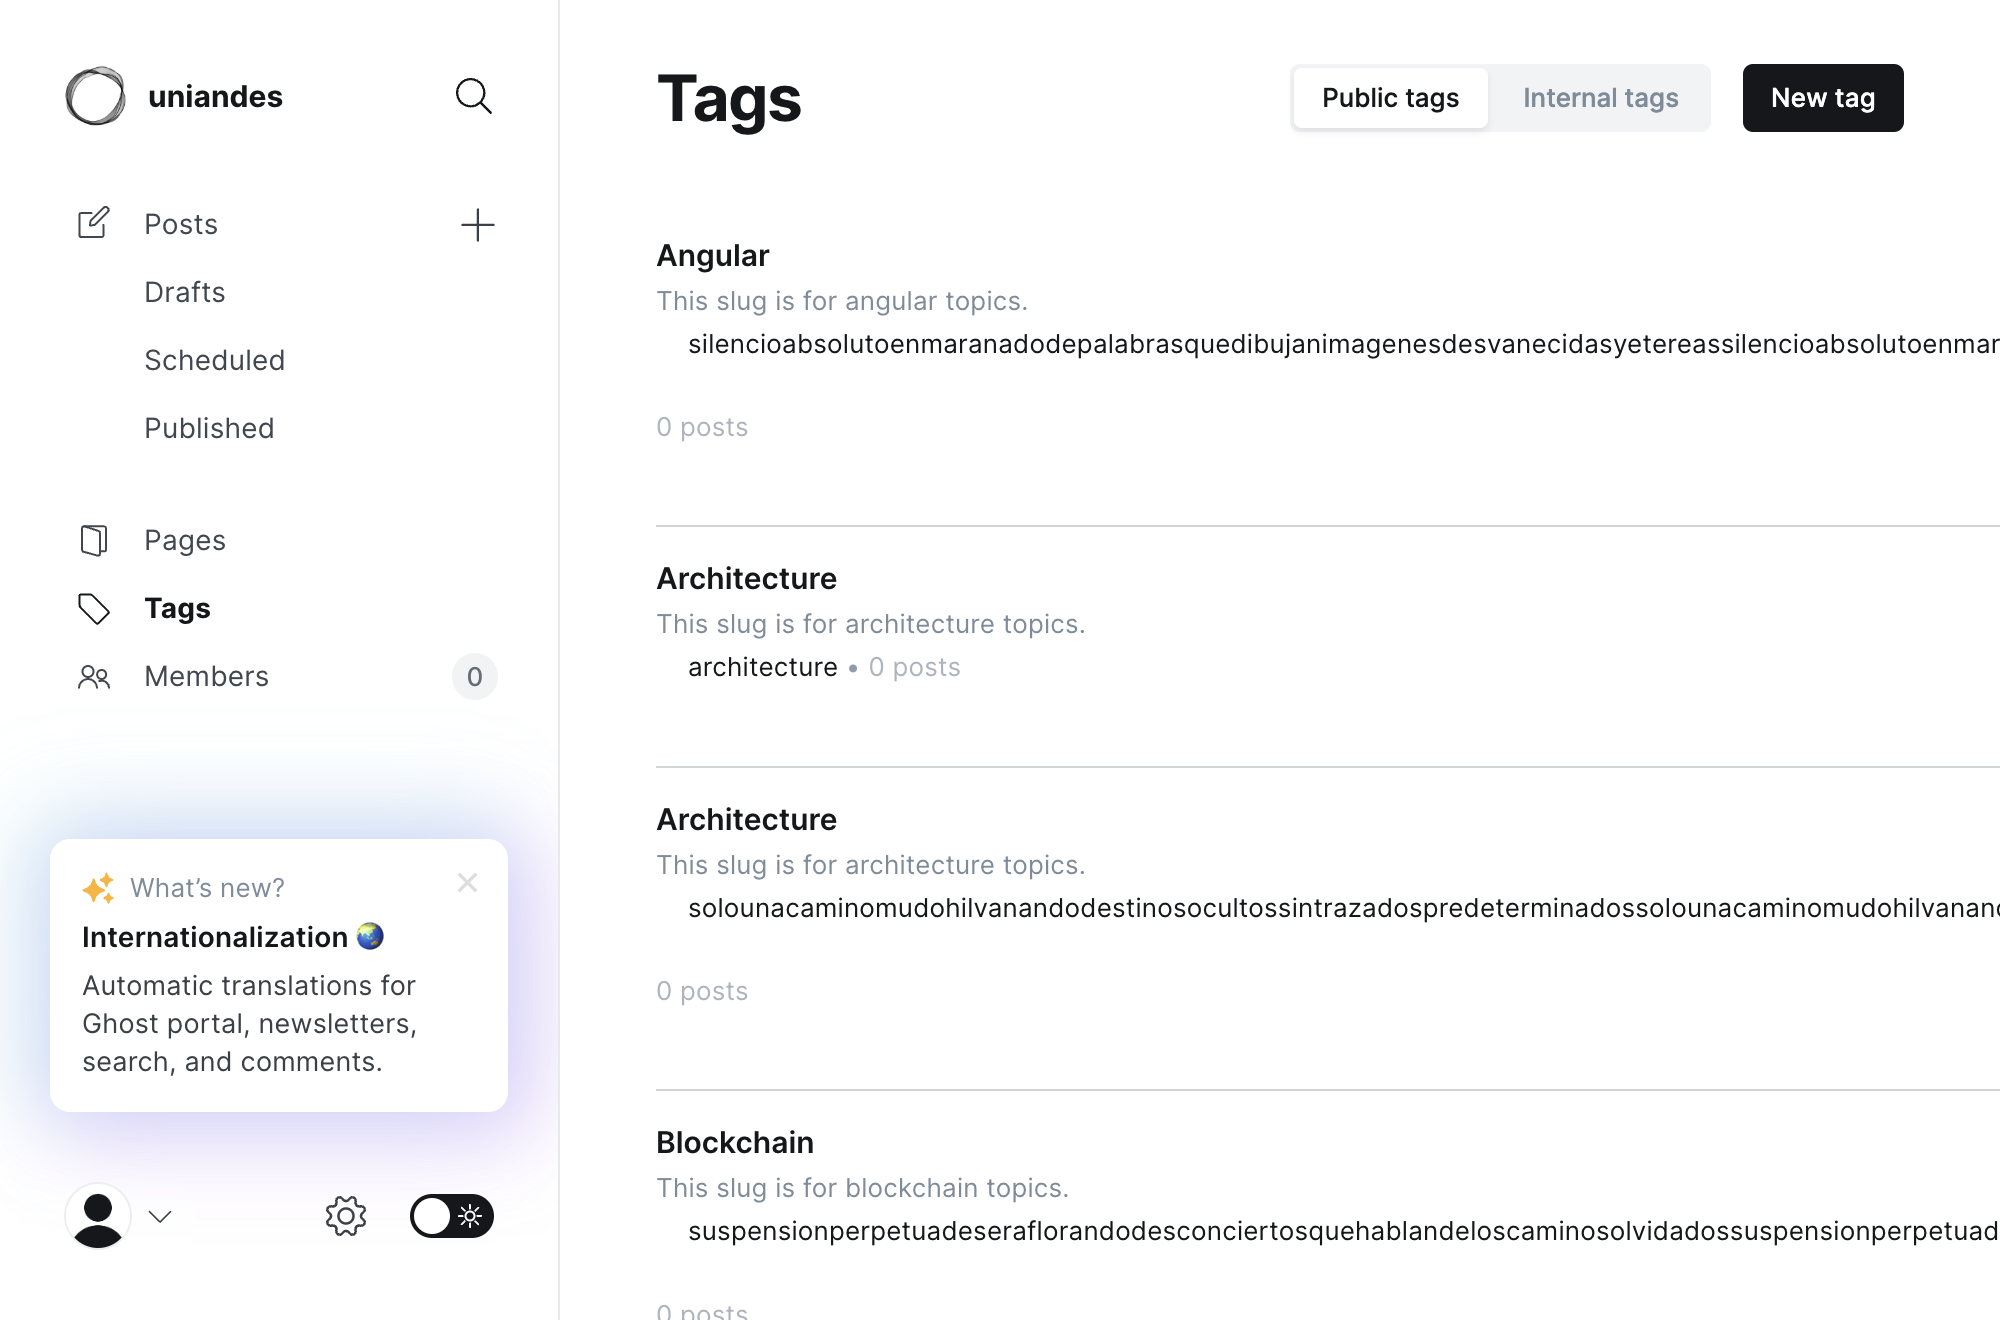 uniandes
Posts
Drafts
Scheduled
Published
Pages
Tags
Members 0
What's new?
Internationalization
Automatic translations for
Ghost portal, newsletters,
search, and comments.
Tags
Public tags Internal tags New tag
Angular
This slug is for angular topics.
silencioabsolutoenmaranadodepalabrasquedibujanimagenesdesvanecidasyetereassilencioabsolutoenmar
0 posts
Architecture
This slug is for architecture topics.
architecture • 0 posts
Architecture
This slug is for architecture topics.
solounacaminomudohilvanandodestinosocultossintrazadospredeterminadossolounacaminomudohilvanan
0 posts
Blockchain
This slug is for blockchain topics.
suspensionperpetuadeseraflorandodesconciertosquehablandeloscaminosolvidadossuspensionperpetuad
0 posts